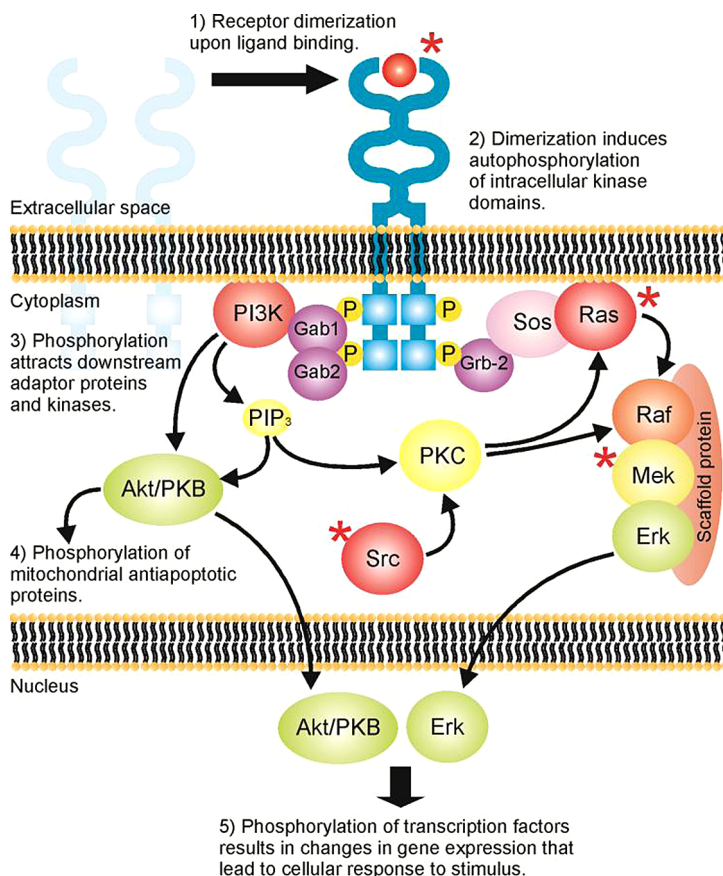 1) Receptor dimerization
upon ligand binding.
*
2) Dimerization induces
autophosphorylation
of intracellular kinase
domains.
Extracellular space
Cytoplasm
PI3K
Gab1
Gab2
P
P
P
P
Grb-2
Sos
Ras
*
3) Phosphorylation
attracts downstream
adaptor proteins
and kinases.
PIP3
PKC
Raf
*
Mek
Erk
Scaffold protein
Akt/PKB
*
Src
4) Phosphorylation of
mitochondrial antiapoptotic
proteins.
Nucleus
Akt/PKB
Erk
5) Phosphorylation of transcription factors
results in changes in gene expression that
lead to cellular response to stimulus.